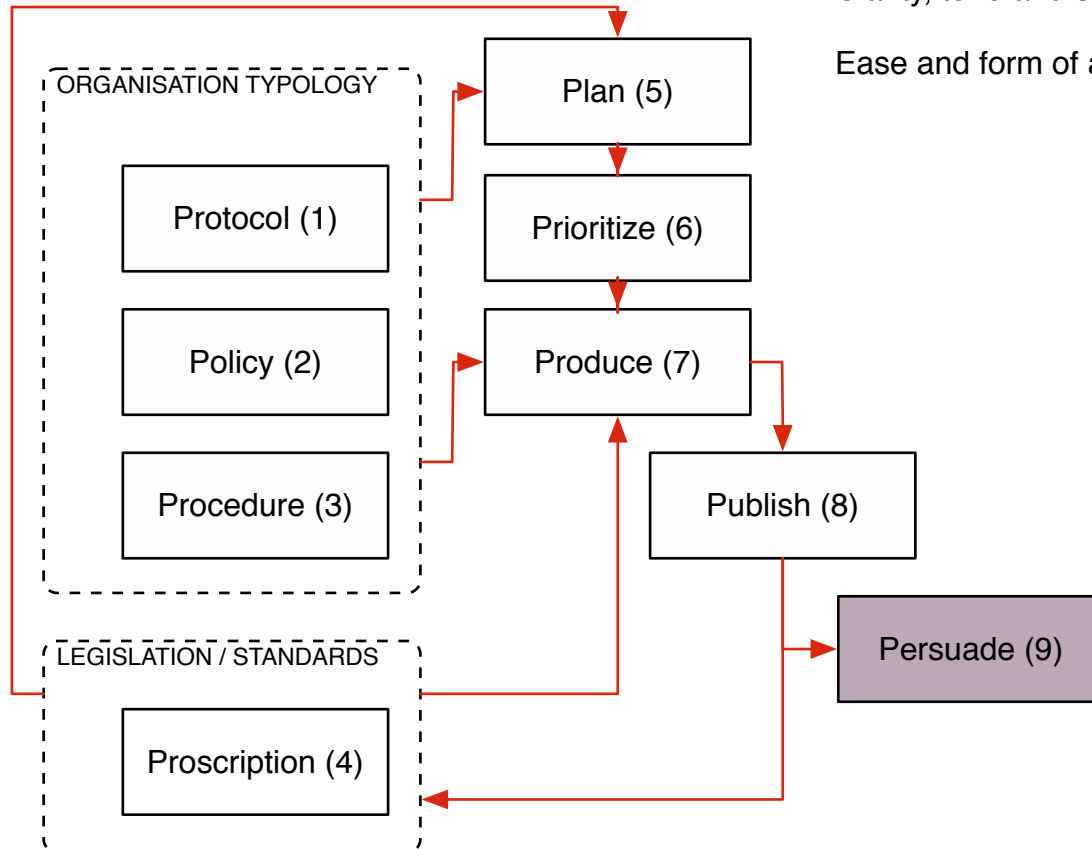 Ease and form of
ORGANISATION TYPOLOGY
Plan (5)
Protocol (1)
Prioritize (6)
Policy (2)
Produce (7)
Procedure (3)
Publish (8)
LEGISLATION / STANDARDS
Persuade (9)
Proscription (4)